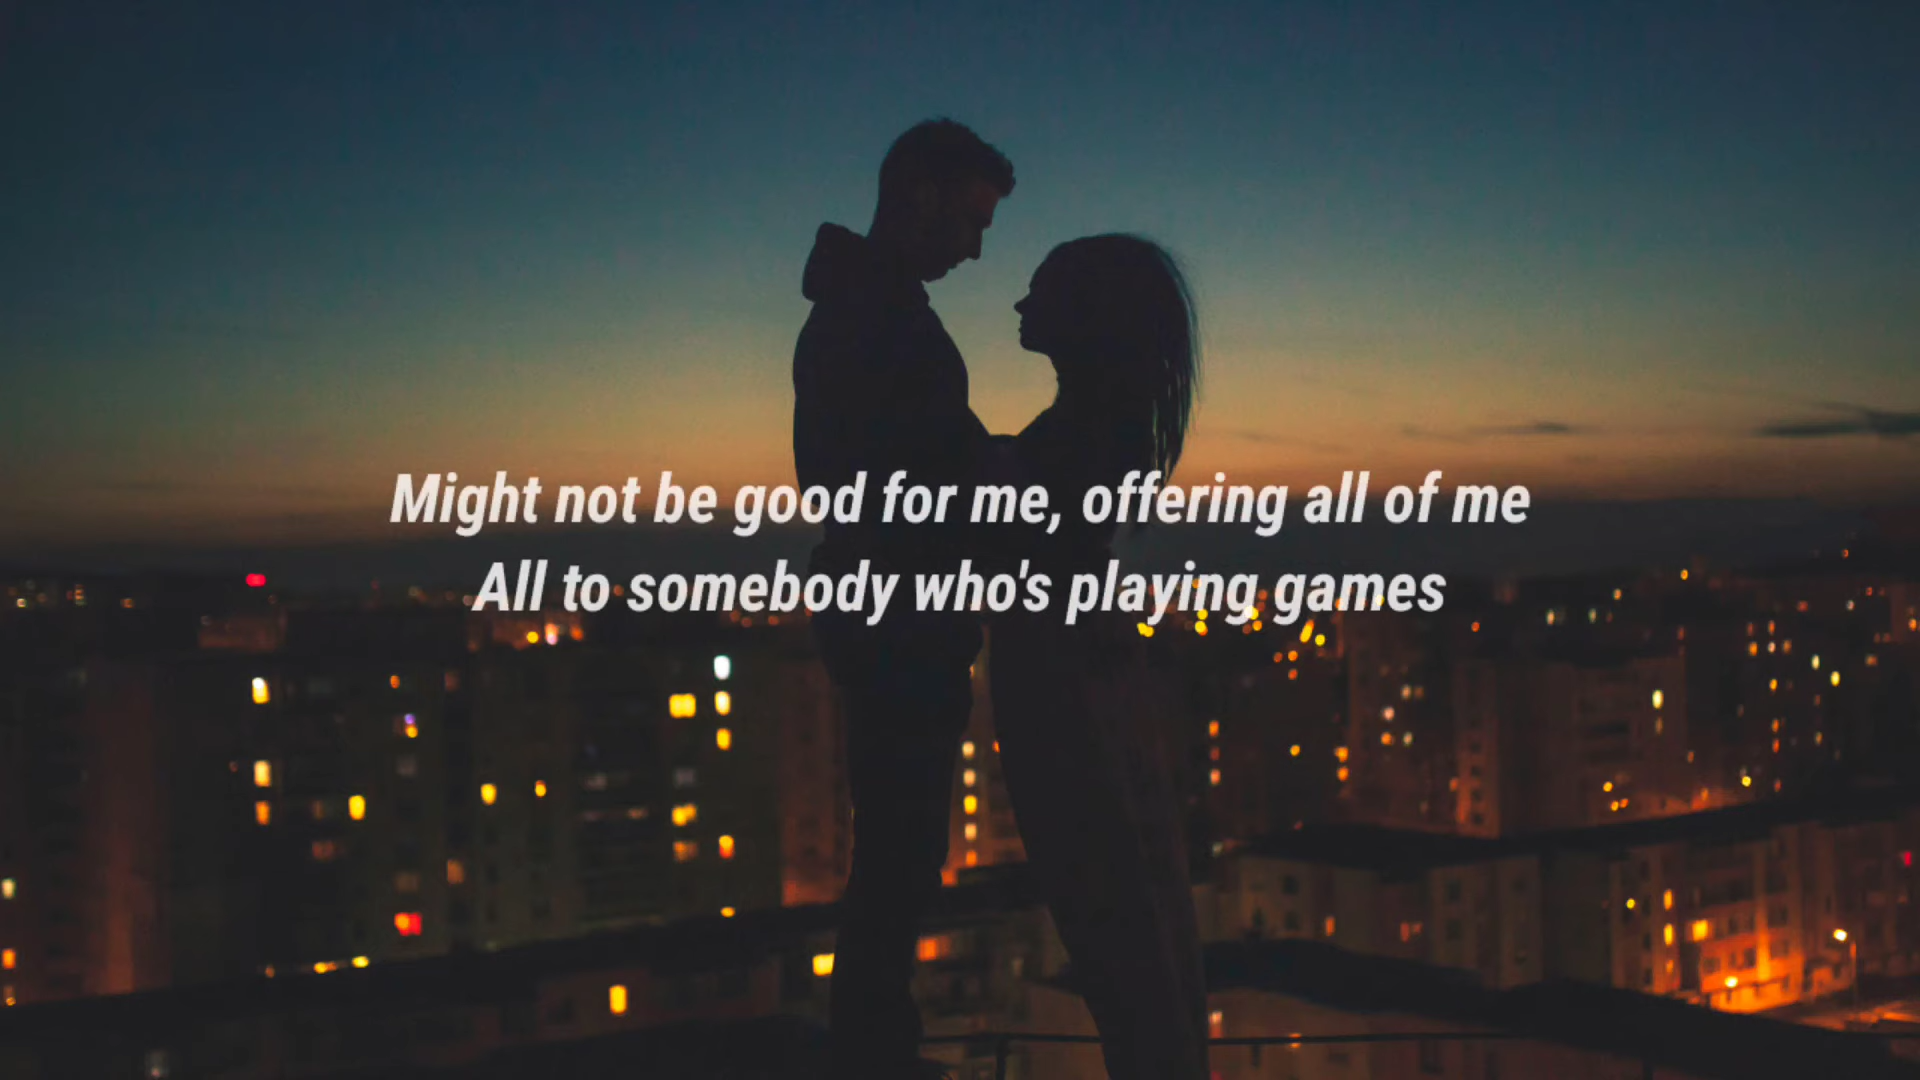 Might not be good for me, offering all of me
All to somebody who's playing games